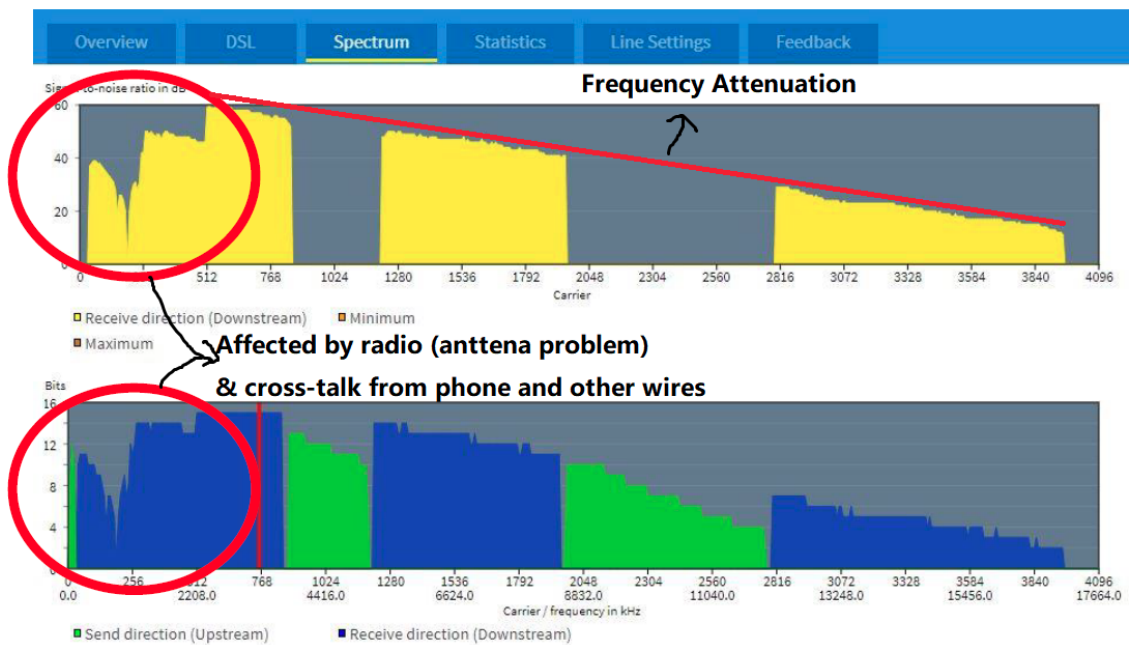 Overview DSL Spectrum Statistics Line Settings Feedback
Frequency Attenuation
Signal-to-noise ratio in dB
60
40
20
0
0 512 768 1024 1280 1536 1792 2048 2304 2560 2816 3072 3328 3584 3840 4096
Carrier
Receive direction (Downstream) Minimum
Maximum
Affected by radio (anttena problem)
& cross-talk from phone and other wires
Bits
16
12
8
4
0 256 512 768 1024 1280 1536 1792 2048 2304 2560 2816 3072 3328 3584 3840 4096
0.0 2208.0 4416.0 6624.0 8832.0 11040.0 13248.0 15456.0 17664.0
Carrier / frequency in kHz
Send direction (Upstream) Receive direction (Downstream)